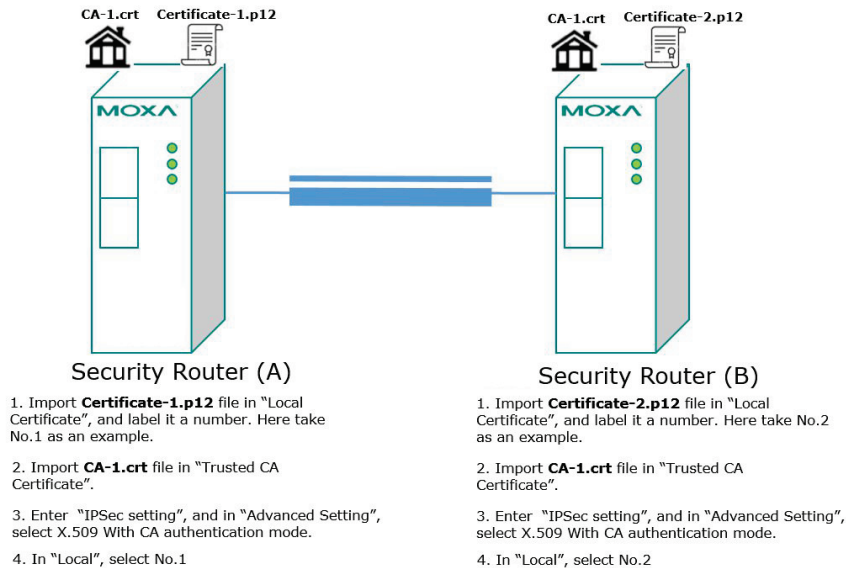 CA-1.crt Certificate-1.p12
CA-1.crt Certificate-2.p12
MOXA
MOXA
Security Router (A)
1. Import Certificate-1.p12 file in “Local
Certificate”, and label it a number. Here take
No.1 as an example.
2. Import CA-1.crt file in “Trusted CA
Certificate”.
3. Enter “IPSec setting”, and in “Advanced Setting”,
select X.509 With CA authentication mode.
4. In “Local”, select No.1
Security Router (B)
1. Import Certificate-2.p12 file in “Local
Certificate”, and label it a number. Here take No.2
as an example.
2. Import CA-1.crt file in “Trusted CA
Certificate”.
3. Enter “IPSec setting”, and in “Advanced Setting”,
select X.509 With CA authentication mode.
4. In “Local”, select No.2